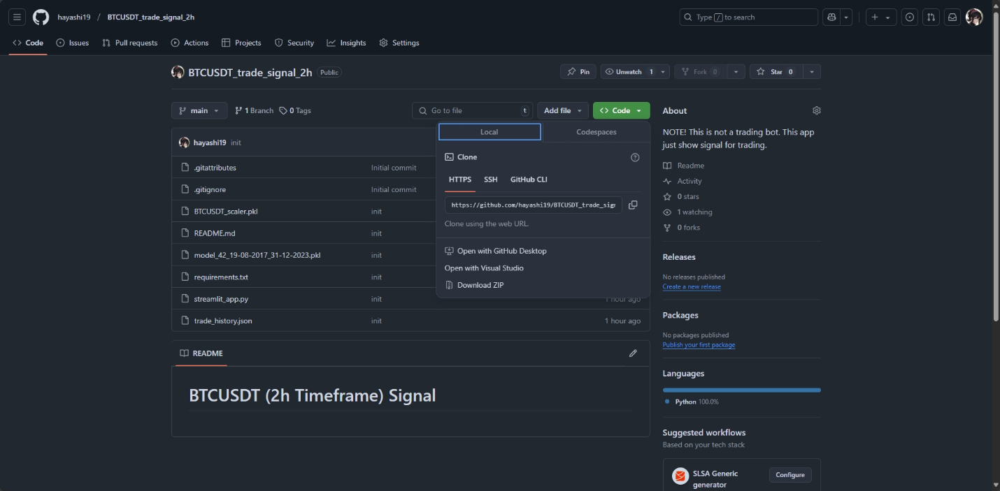 hayashi19 / BTCUSDT_trade_signal_2h
Type / to search
Code Issues Pull requests Actions Projects Security Insights Settings
BTCUSDT_trade_signal_2h Public
Pin Unwatch 1 Fork 0 Star 0
main 1 Branch 0 Tags
Go to file t Add file Code
hayashi19 init
.gitattributes Initial commit
.gitignore Initial commit
BTCUSDT_scaler.pkl init
README.md init
model_42_19-08-2017_31-12-2023.pkl init
requirements.txt init
streamlit_app.py init 1 hour ago
trade_history.json init 1 hour ago
Local Codespaces
Clone
HTTPS SSH GitHub CLI
https://github.com/hayashi19/BTCUSDT_trade_sign
Clone using the web URL.
Open with GitHub Desktop
Open with Visual Studio
Download ZIP
README
BTCUSDT (2h Timeframe) Signal
About
NOTE! This is not a trading bot. This app
just show signal for trading.
Readme
Activity
0 stars
1 watching
0 forks
Releases
No releases published
Create a new release
Packages
No packages published
Publish your first package
Languages
Python 100.0%
Suggested workflows
Based on your tech stack
SLSA Generic
generator
Configure